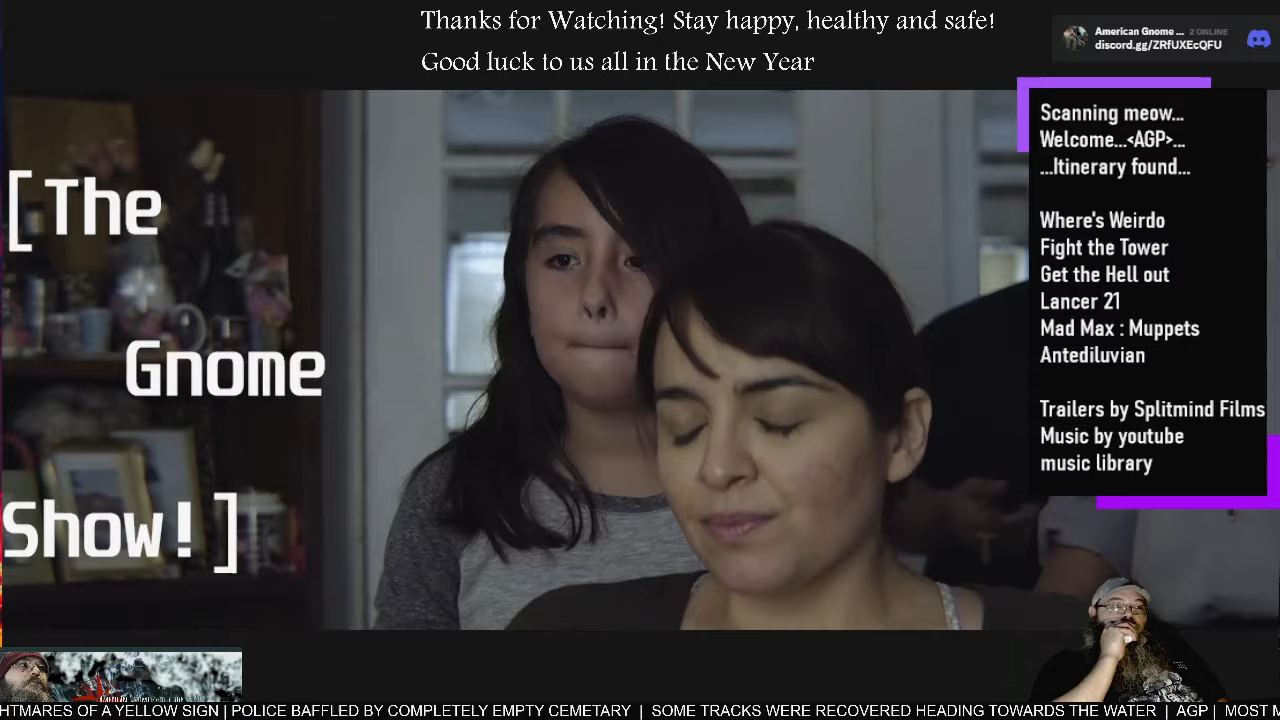 Thanks for Watching! Stay happy, healthy and safe!
Good luck to us all in the New Year
American Gnome ... 2 ONLINE
discord.gg/ZRfUXEcQFU
[The
Gnome
Show! ]
Scanning meow...
Welcome...<AGP>...
...Itinerary found...
Where's Weirdo
Fight the Tower
Get the Hell out
Lancer 21
Mad Max : Muppets
Antediluvian
Trailers by Splitmind Films
Music by youtube
music library
HTMARES OF A YELLOW SIGN | POLICE BAFFLED BY COMPLETELY EMPTY CEMETARY | SOME TRACKS WERE RECOVERED HEADING TOWARDS THE WATER | AGP | MOST M